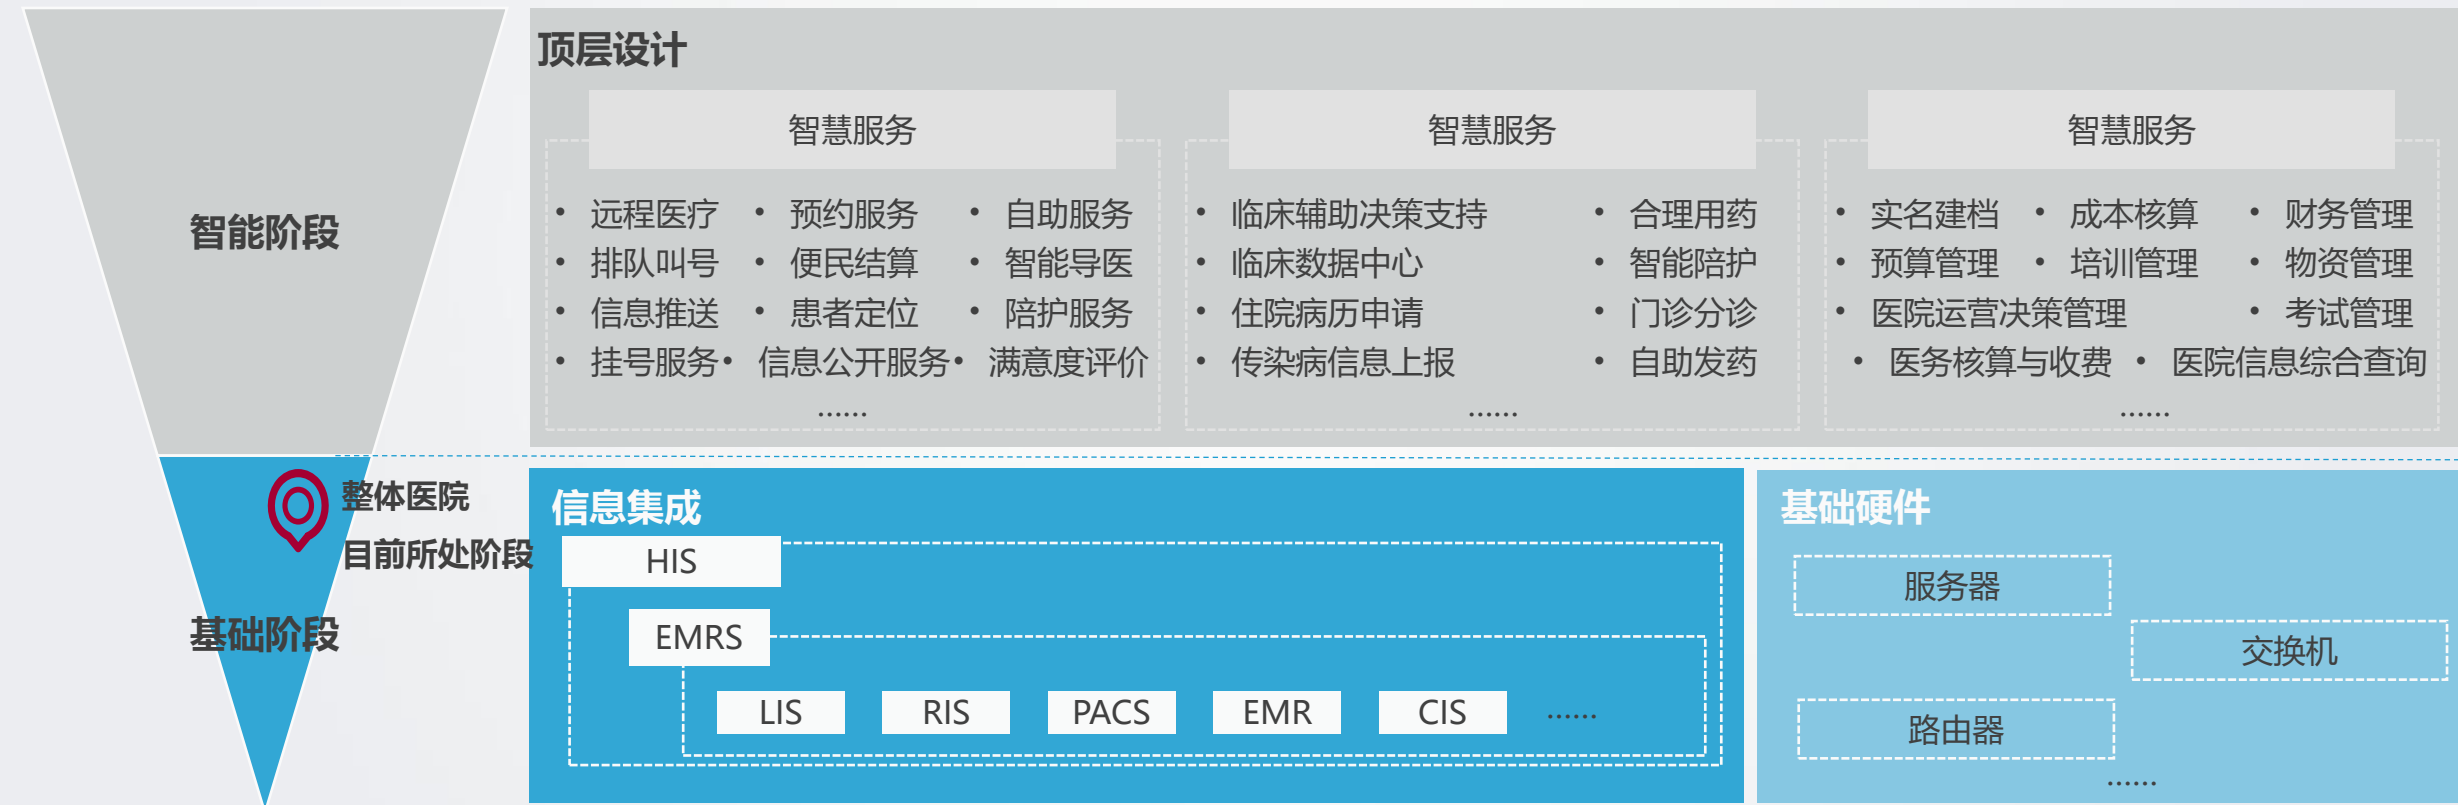 顶层设计
智慧服务 智慧服务 智慧服务
• 远程医疗 • 预约服务 • 自助服务 • 临床辅助决策支持 • 合理用药 • 实名建档 • 成本核算 • 财务管理
智能阶段
• 排队叫号 • 便民结算 • 智能导医 • 临床数据中心 • 智能陪护 • 预算管理 • 培训管理 • 物资管理
• 信息推送 • 患者定位 • 陪护服务 • 住院病历申请 • 门诊分诊 • 医院运营决策管理 • 考试管理
• 挂号服务 • 信息公开服务 • 满意度评价 • 传染病信息上报 • 自助发药 • 医务核算与收费 • 医院信息综合查询
…… …… ……
整体医院
目前所处阶段
基础阶段
信息集成
HIS
EMRS
LIS RIS PACS EMR CIS ……
基础硬件
服务器
交换机
路由器
……